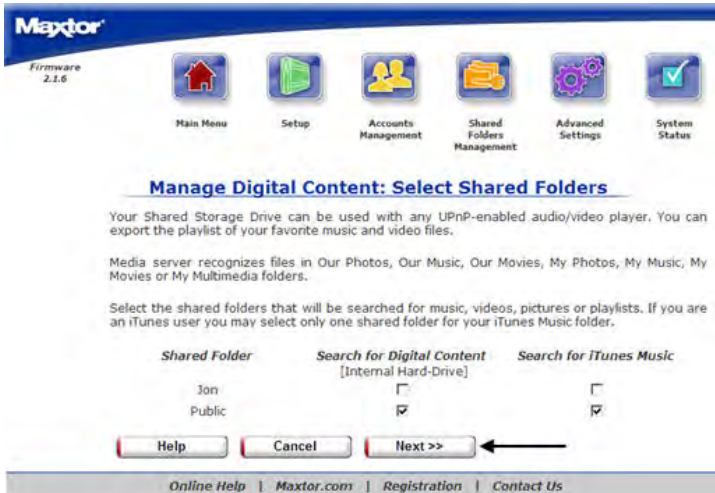 Maxtor
Firmware
2.1.6
Main Menu
Setup
Accounts
Management
Shared
Folders
Management
Advanced
Settings
System
Status
Manage Digital Content: Select Shared Folders
Your Shared Storage Drive can be used with any UPnP-enabled audio/video player. You can
export the playlist of your favorite music and video files.
Media server recognizes files in Our Photos, Our Music, Our Movies, My Photos, My Music, My
Movies or My Multimedia folders.
Select the shared folders that will be searched for music, videos, pictures or playlists. If you are
an iTunes user you may select only one shared folder for your iTunes Music folder.
Shared Folder Search for Digital Content Search for iTunes Music
[Internal Hard-Drive]
Jon
Public
Help Cancel Next >>
Online Help | Maxtor.com | Registration | Contact Us